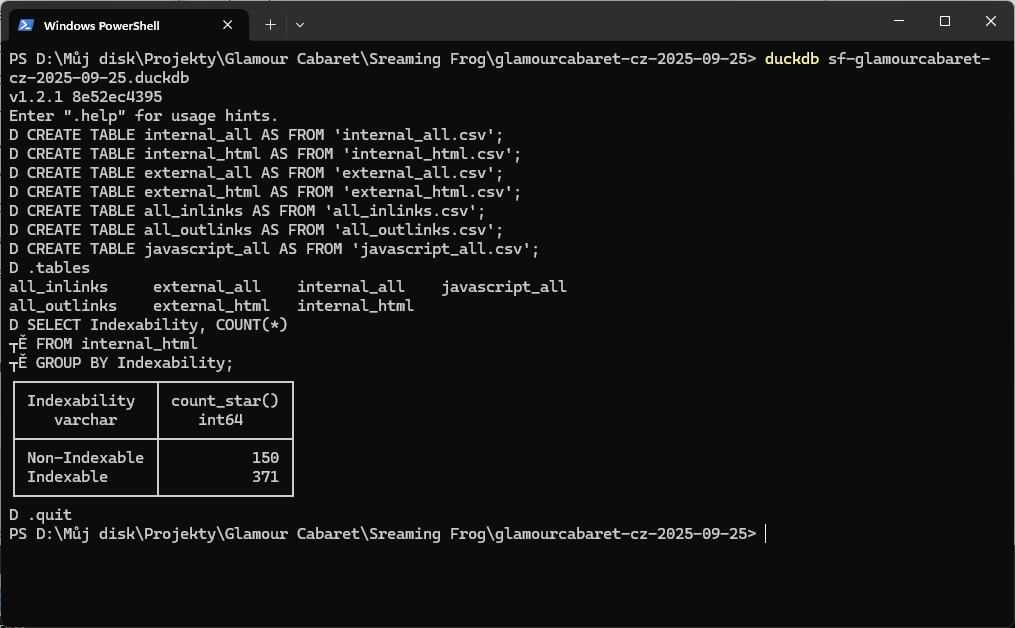 Windows PowerShell
PS D:\Můj disk\Projekty\Glamour Cabaret\Sreaming Frog\glamourcabaret-cz-2025-09-25> duckdb sf-glamourcabaret-
cz-2025-09-25.duckdb
v1.2.1 8e52ec4395
Enter ".help" for usage hints.
D CREATE TABLE internal_all AS FROM 'internal_all.csv';
D CREATE TABLE internal_html AS FROM 'internal_html.csv';
D CREATE TABLE external_all AS FROM 'external_all.csv';
D CREATE TABLE external_html AS FROM 'external_html.csv';
D CREATE TABLE all_inlinks AS FROM 'all_inlinks.csv';
D CREATE TABLE all_outlinks AS FROM 'all_outlinks.csv';
D CREATE TABLE javascript_all AS FROM 'javascript_all.csv';
D .tables
all_inlinks     external_all    internal_all    javascript_all
all_outlinks    external_html   internal_html
D SELECT Indexability, COUNT(*)
┬Ě FROM internal_html
┬Ě GROUP BY Indexability;
Indexability count_star()
varchar int64
Non-Indexable 150
Indexable 371
D .quit
PS D:\Můj disk\Projekty\Glamour Cabaret\Sreaming Frog\glamourcabaret-cz-2025-09-25>